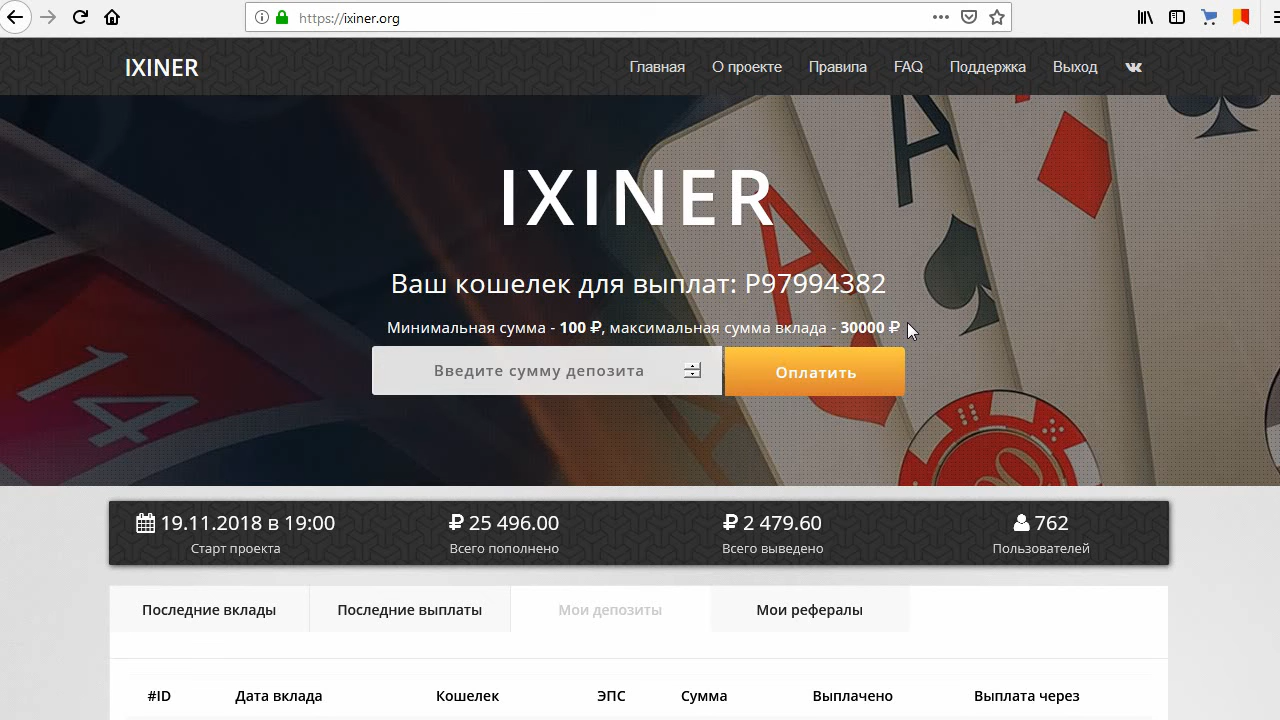 https://ixiner.org
IXINER
Главная О проекте Правила FAQ Поддержка Выход
IXINER
Ваш кошелек для выплат: P97994382
Минимальная сумма - 100 ₽, максимальная сумма вклада - 30000 ₽
Введите сумму депозита Оплатить
14
19.11.2018 в 19:00 ₽ 25 496.00 ₽ 2 479.60 762
Старт проекта Всего пополнено Всего выведено Пользователей
Последние вклады Последние выплаты Мои депозиты Мои рефералы
#ID Дата вклада Кошелек ЭПС Сумма Выплачено Выплата через